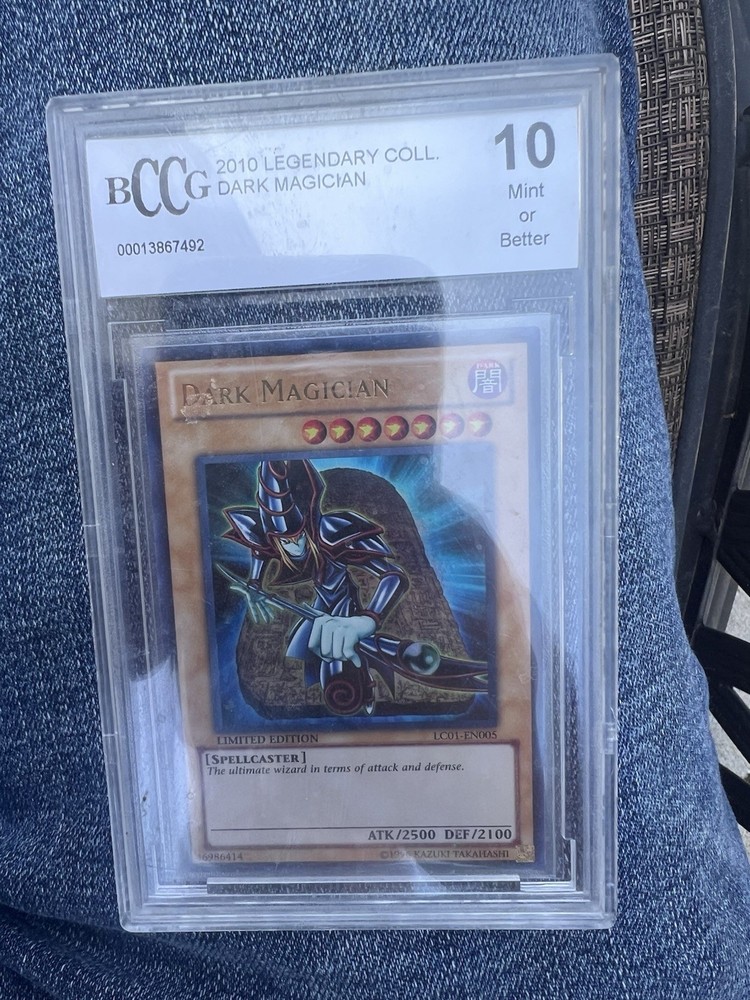 BCCG
2010 LEGENDARY COLL.
DARK MAGICIAN
00013867492
10
Mint
or
Better
DARK MAGICIAN
DARK
闇
LIMITED EDITION
LC01-EN005
[SPELLCASTER]
The ultimate wizard in terms of attack and defense.
ATK/2500 DEF/2100
KAZUKI TAKAHASHI